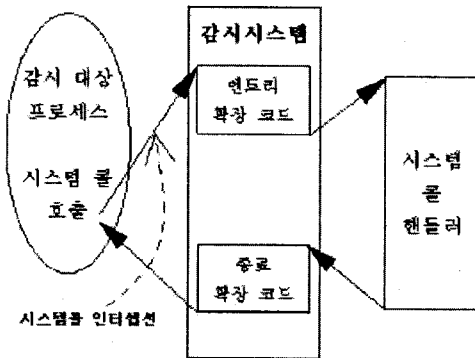 감시 대상
프로세스
시스템 콜
호출
감시시스템
엔트리
확장 코드
종료
확장 코드
시스템
콜
핸들러
시스템콜 인터셉션